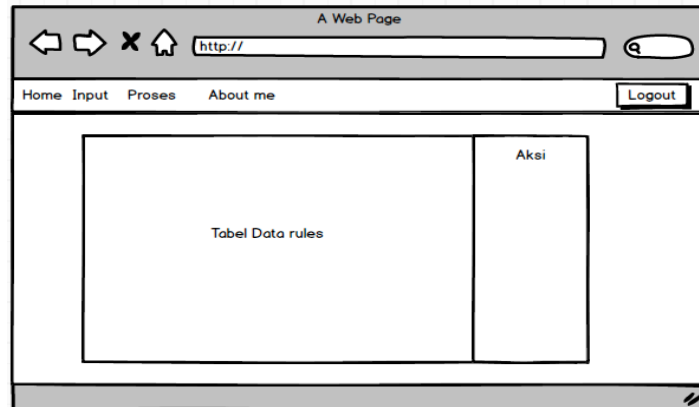 A Web Page
http://
Home Input Proses About me Logout
Aksi
Tabel Data rules